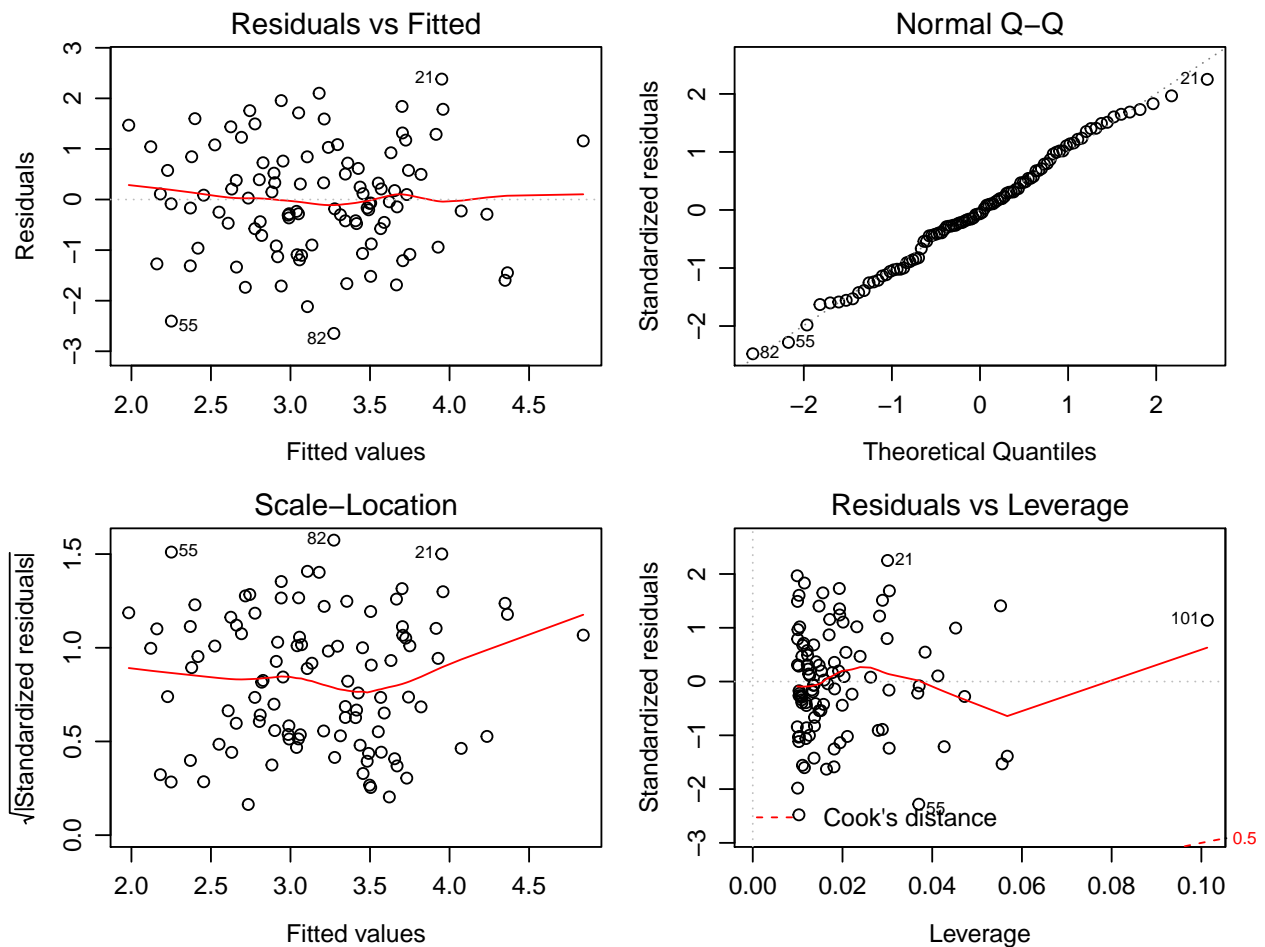 Residuals vs Fitted
3
2
1
0
−1
−2
−3
Residuals
21
55
82
2.0 2.5 3.0 3.5 4.0 4.5
Fitted values
Normal Q−Q
2
1
0
−1
−2
Standardized residuals
21
55
82
−2 −1 0 1 2
Theoretical Quantiles
Scale−Location
1.5
1.0
0.5
0.0
√|Standardized residuals|
55
82
21
2.0 2.5 3.0 3.5 4.0 4.5
Fitted values
Residuals vs Leverage
2
1
0
−1
−2
−3
Standardized residuals
21
101
55
Cook's distance
0.5
0.00 0.02 0.04 0.06 0.08 0.10
Leverage